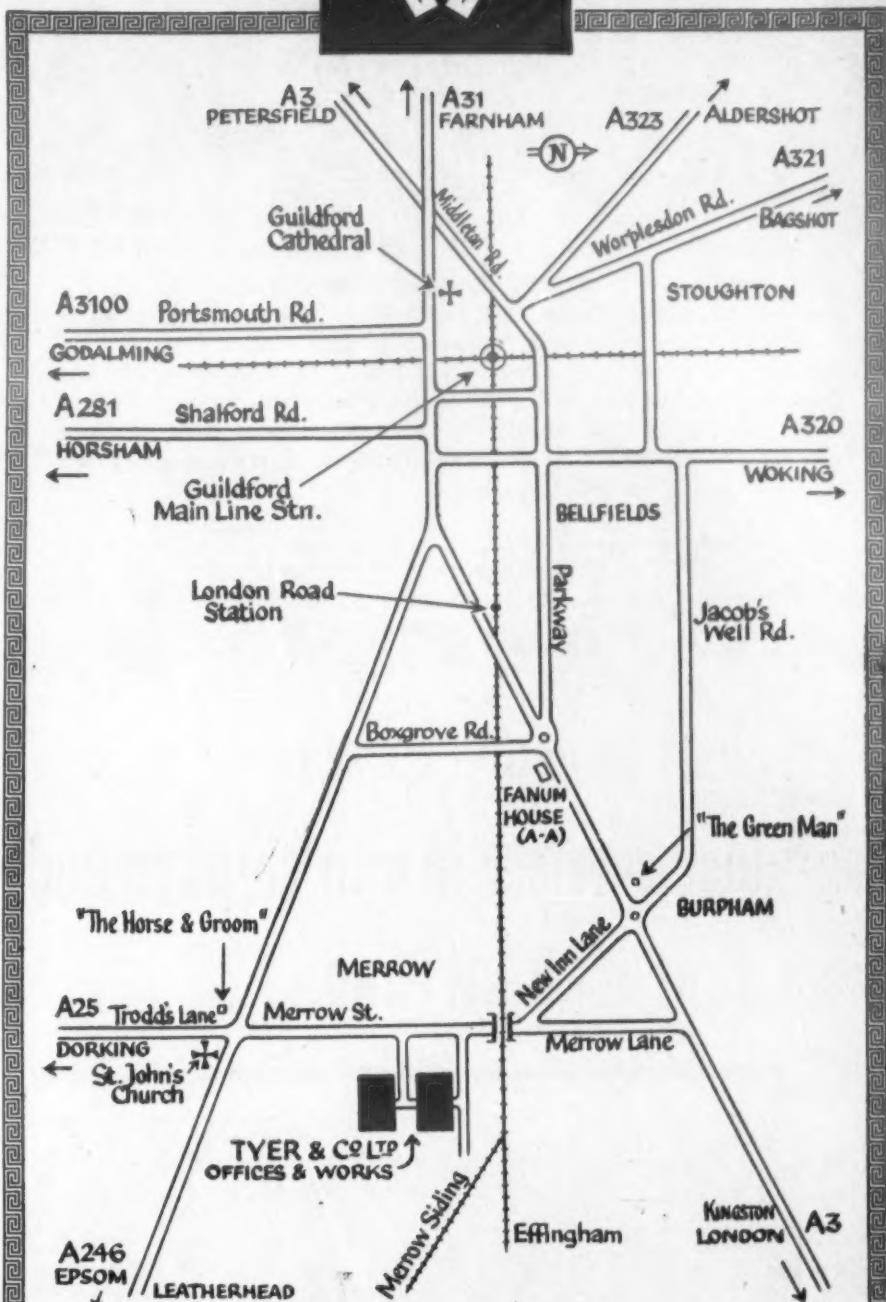 A3
PETERSFIELD
A31
FARNHAM
A323
ALDERSHOT
A321
BAGSHOT
N
Middleton Rd.
Worplesdon Rd.
Guildford
Cathedral
STOUGHTON
A3100
Portsmouth Rd.
GODALMING
A281
Shalford Rd.
HORSHAM
A320
WOKING
Guildford
Main Line Stn.
BELLFIELDS
London Road
Station
Parkway
Jacob's
Well Rd.
Boxgrove Rd.
FANUM
HOUSE
(A-A)
"The Green Man"
BURPHAM
"The Horse & Groom"
MERROW
New Inn Lane
A25
Trodd's Lane
Merrow St.
DORKING
Merrow Lane
St. John's
Church
TYER & CO LTD
OFFICES & WORKS
Merrow Siding
Effingham
KINGSTON
LONDON
A3
A246
EPSOM
LEATHERHEAD